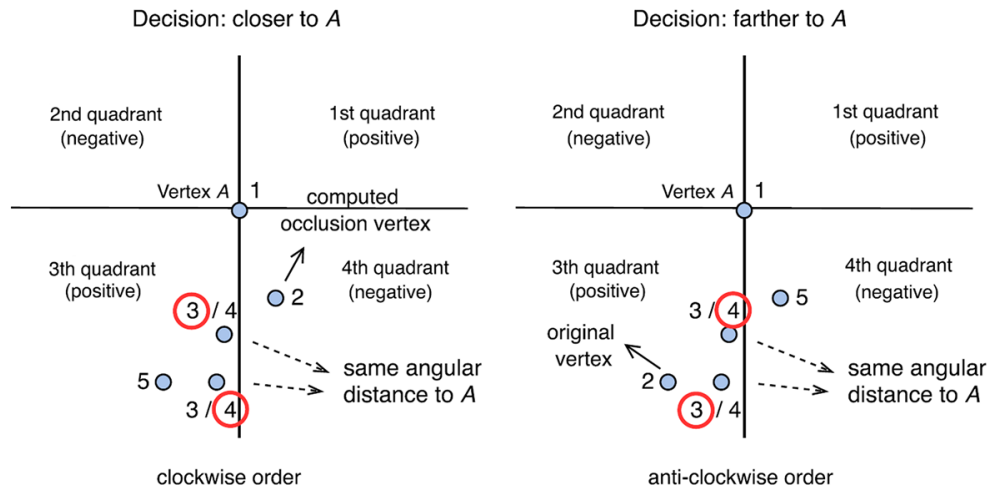 Decision: closer to A
2nd quadrant
(negative)
1st quadrant
(positive)
Vertex A
1
computed
occlusion vertex
3th quadrant
(positive)
4th quadrant
(negative)
2
3 / 4
5
3 / 4
same angular
distance to A
clockwise order
Decision: farther to A
2nd quadrant
(negative)
1st quadrant
(positive)
Vertex A
1
3th quadrant
(positive)
4th quadrant
(negative)
5
3 / 4
original
vertex
2
3 / 4
same angular
distance to A
anti-clockwise order